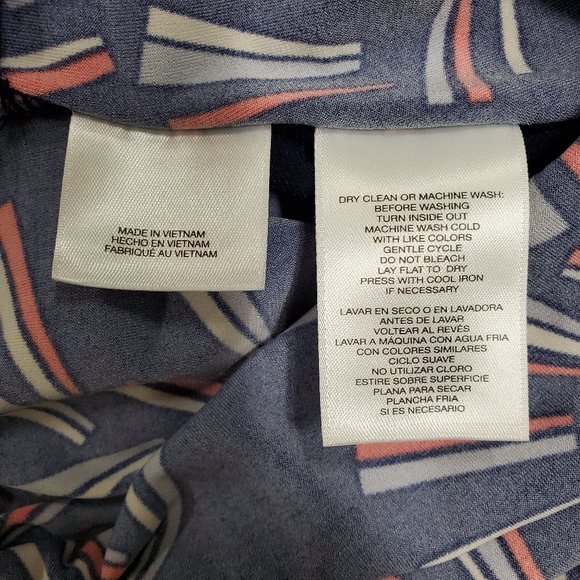 MADE IN VIETNAM
HECHO EN VIETNAM
FABRIQUÉ AU VIETNAM
DRY CLEAN OR MACHINE WASH:
BEFORE WASHING
TURN INSIDE OUT
MACHINE WASH COLD
WITH LIKE COLORS
GENTLE CYCLE
DO NOT BLEACH
LAY FLAT TO DRY
PRESS WITH COOL IRON
IF NECESSARY
LAVAR EN SECO O EN LAVADORA
ANTES DE LAVAR
VOLTEAR AL REVÉS
LAVAR A MÁQUINA CON AGUA FRIA
CON COLORES SIMILARES
CICLO SUAVE
NO UTILIZAR CLORO
ESTIRE SOBRE SUPERFICIE
PLANA PARA SECAR
PLANCHA FRIA
SI ES NECESARIO